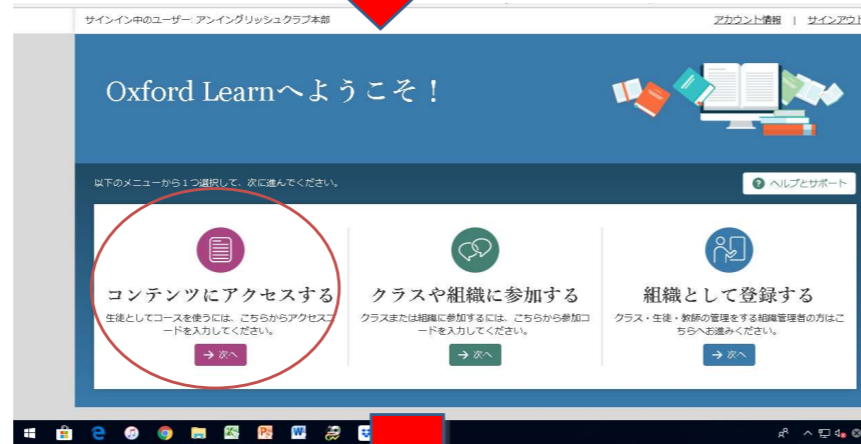 サインイン中のユーザー: アンイングリッシュクラブ本部
アカウント情報 | サインアウト
Oxford Learnへようこそ！
以下のメニューから1つ選択して、次に進んでください。
? ヘルプとサポート
コンテンツにアクセスする
生徒としてコースを使うには、こちらからアクセスコ
ードを入力してください。
→ 次へ
クラスや組織に参加する
クラスまたは組織に参加するには、こちらから参加コ
ードを入力してください。
→ 次へ
組織として登録する
クラス・生徒・教師の管理をする組織管理者の方はこ
ちらへお進みください。
→ 次へ